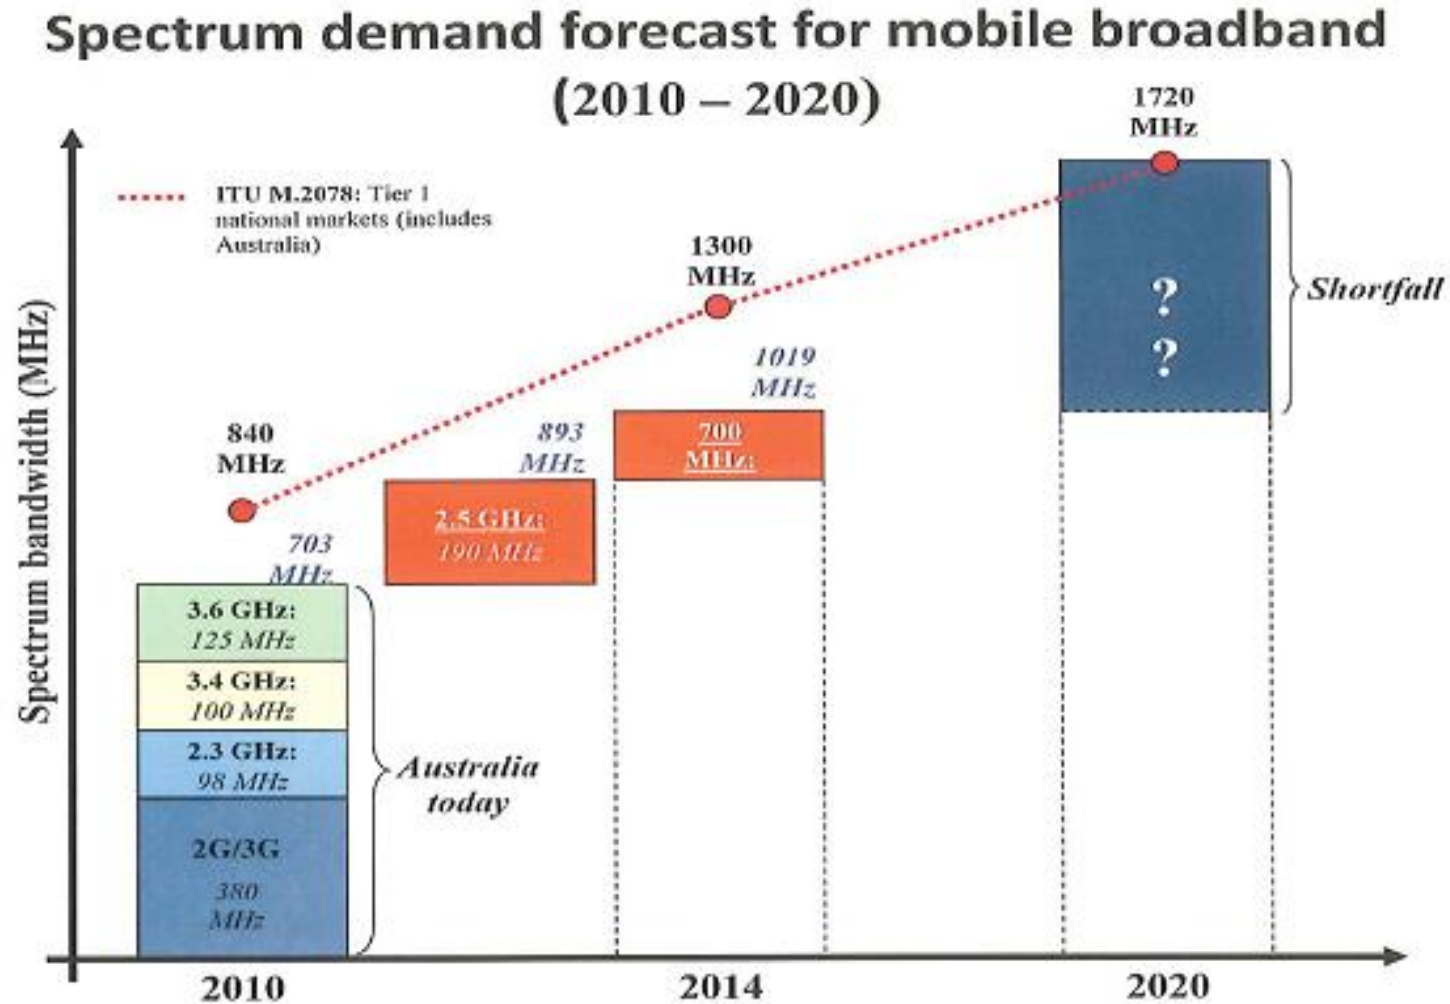 Spectrum demand forecast for mobile broadband
(2010 – 2020)
1720
MHz
ITU M.2078: Tier 1
national markets (includes
Australia)
1300
MHz
?
?
Shortfall
1019
MHz
840
MHz
893
MHz
700
MHz:
2.5 GHz:
190 MHz
703
MHz
3.6 GHz:
125 MHz
3.4 GHz:
100 MHz
2.3 GHz:
98 MHz
Australia
today
2G/3G
380
MHz
Spectrum bandwidth (MHz)
2010
2014
2020